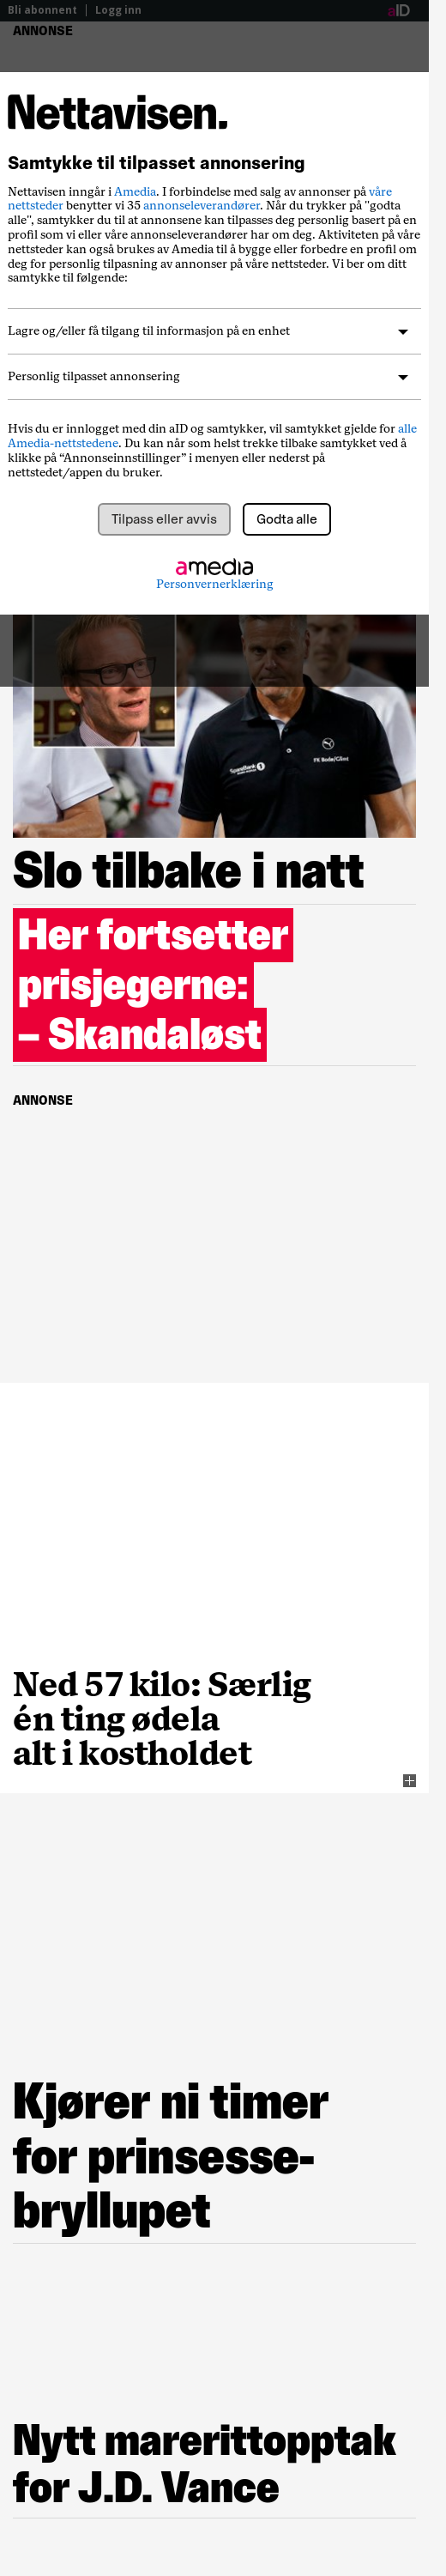 Bli abonnent
Logg inn
aID
ANNONSE
Nettavisen.
Samtykke til tilpasset annonsering
Nettavisen inngår i Amedia. I forbindelse med salg av annonser på våre
nettsteder benytter vi 35 annonseleverandører. Når du trykker på "godta
alle", samtykker du til at annonsene kan tilpasses deg personlig basert på en
profil som vi eller våre annonseleverandører har om deg. Aktiviteten på våre
nettsteder kan også brukes av Amedia til å bygge eller forbedre en profil om
deg for personlig tilpasning av annonser på våre nettsteder. Vi ber om ditt
samtykke til følgende:
Lagre og/eller få tilgang til informasjon på en enhet
Personlig tilpasset annonsering
Hvis du er innlogget med din aID og samtykker, vil samtykket gjelde for alle
Amedia-nettstedene. Du kan når som helst trekke tilbake samtykket ved å
klikke på “Annonseinnstillinger” i menyen eller nederst på
nettstedet/appen du bruker.
Tilpass eller avvis
Godta alle
amedia
Personvernerklæring
SpareBank 1
FK Bodø/Glimt
Slo tilbake i natt
Her fortsetter
prisjegerne:
– Skandaløst
ANNONSE
Ned 57 kilo: Særlig
én ting ødela
alt i kostholdet
Kjører ni timer
for prinsesse-
bryllupet
Nytt marerittopptak
for J.D. Vance